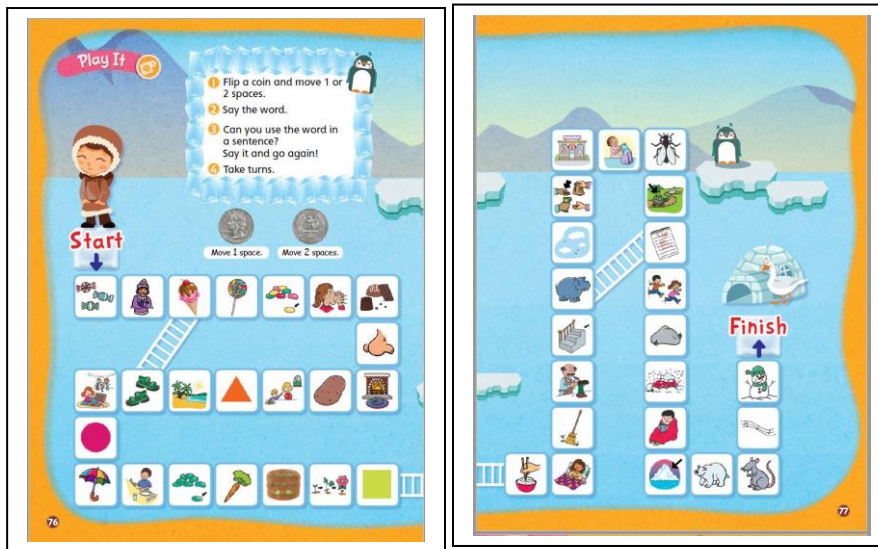 Play It
1 Flip a coin and move 1 or
2 spaces.
2 Say the word.
3 Can you use the word in
a sentence?
Say it and go again!
4 Take turns.
Move 1 space.
Move 2 spaces.
Start
76
Finish
77